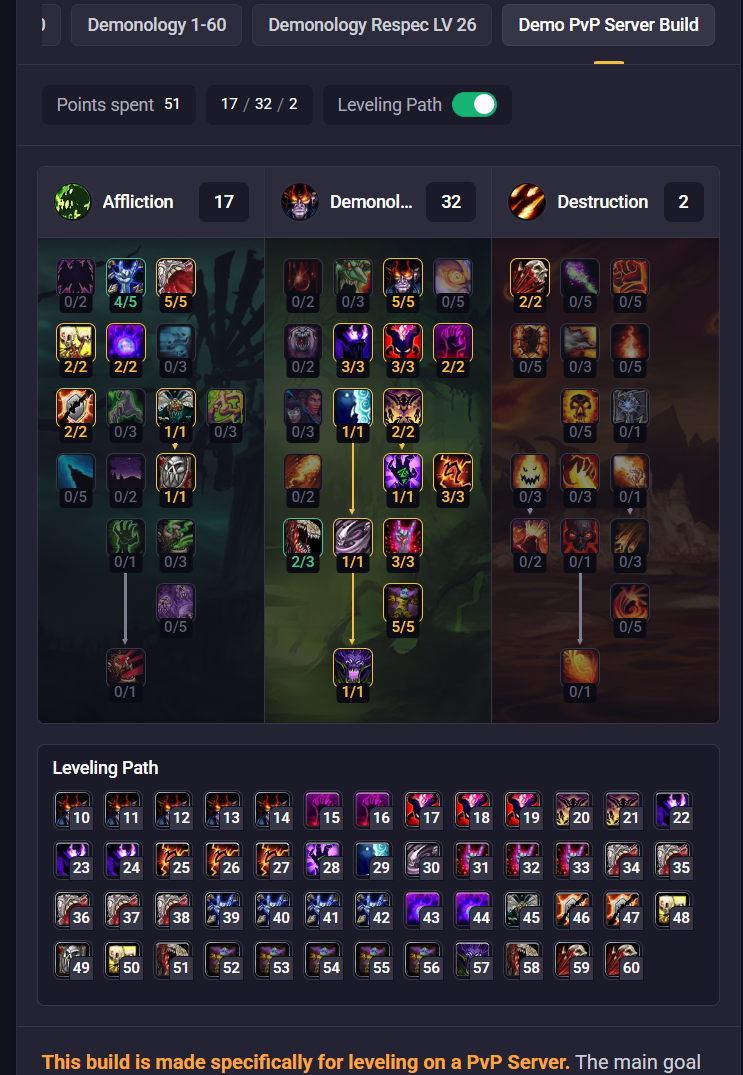 Demonology 1-60 Demonology Respec LV 26 Demo PvP Server Build
Points spent 51 17 / 32 / 2 Leveling Path
Affliction 17 Demonol... 32 Destruction 2
0/2 4/5 5/5 0/2 0/3 5/5 0/5 2/2 0/5 0/5
2/2 2/2 0/3 0/2 3/3 3/3 2/2 0/5 0/3 0/5
2/2 0/3 1/1 0/3 0/3 1/1 2/2 0/5 0/1
0/5 0/2 1/1 0/2 1/1 3/3 0/3 0/3 0/1
0/1 0/3 2/3 1/1 3/3 0/2 0/1 0/3
0/5 5/5 0/5
0/1 1/1 0/1
Leveling Path
10 11 12 13 14 15 16 17 18 19 20 21 22
23 24 25 26 27 28 29 30 31 32 33 34 35
36 37 38 39 40 41 42 43 44 45 46 47 48
49 50 51 52 53 54 55 56 57 58 59 60
This build is made specifically for leveling on a PvP Server. The main goal